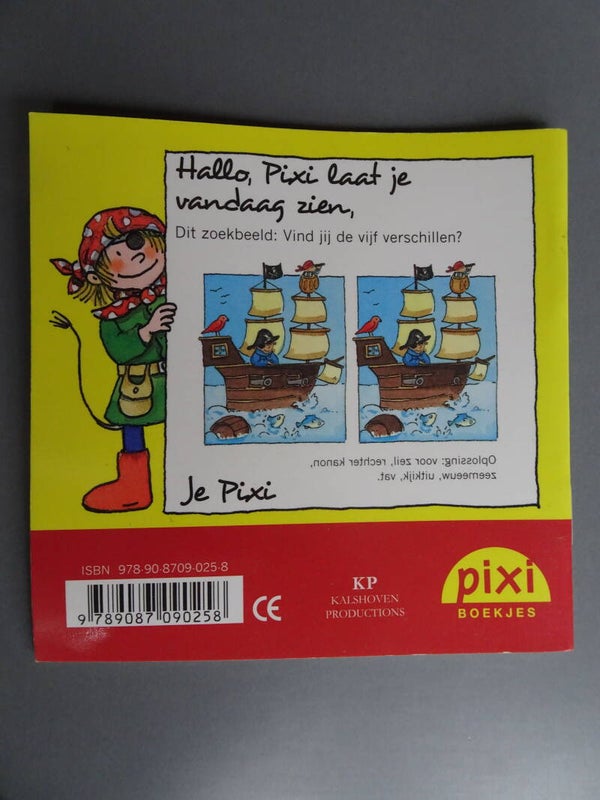 Hallo, Pixi laat je
vandaag zien,
Dit zoekbeeld: Vind jij de vijf verschillen?
Oplossing: voor zeil, rechter kanon,
zeemeeuw, uitkijk, vat.
Je Pixi
ISBN 978-90-8709-025-8
9 789087 090258
CE
KP
KALSHOVEN
PRODUCTIONS
pixi
BOEKJES